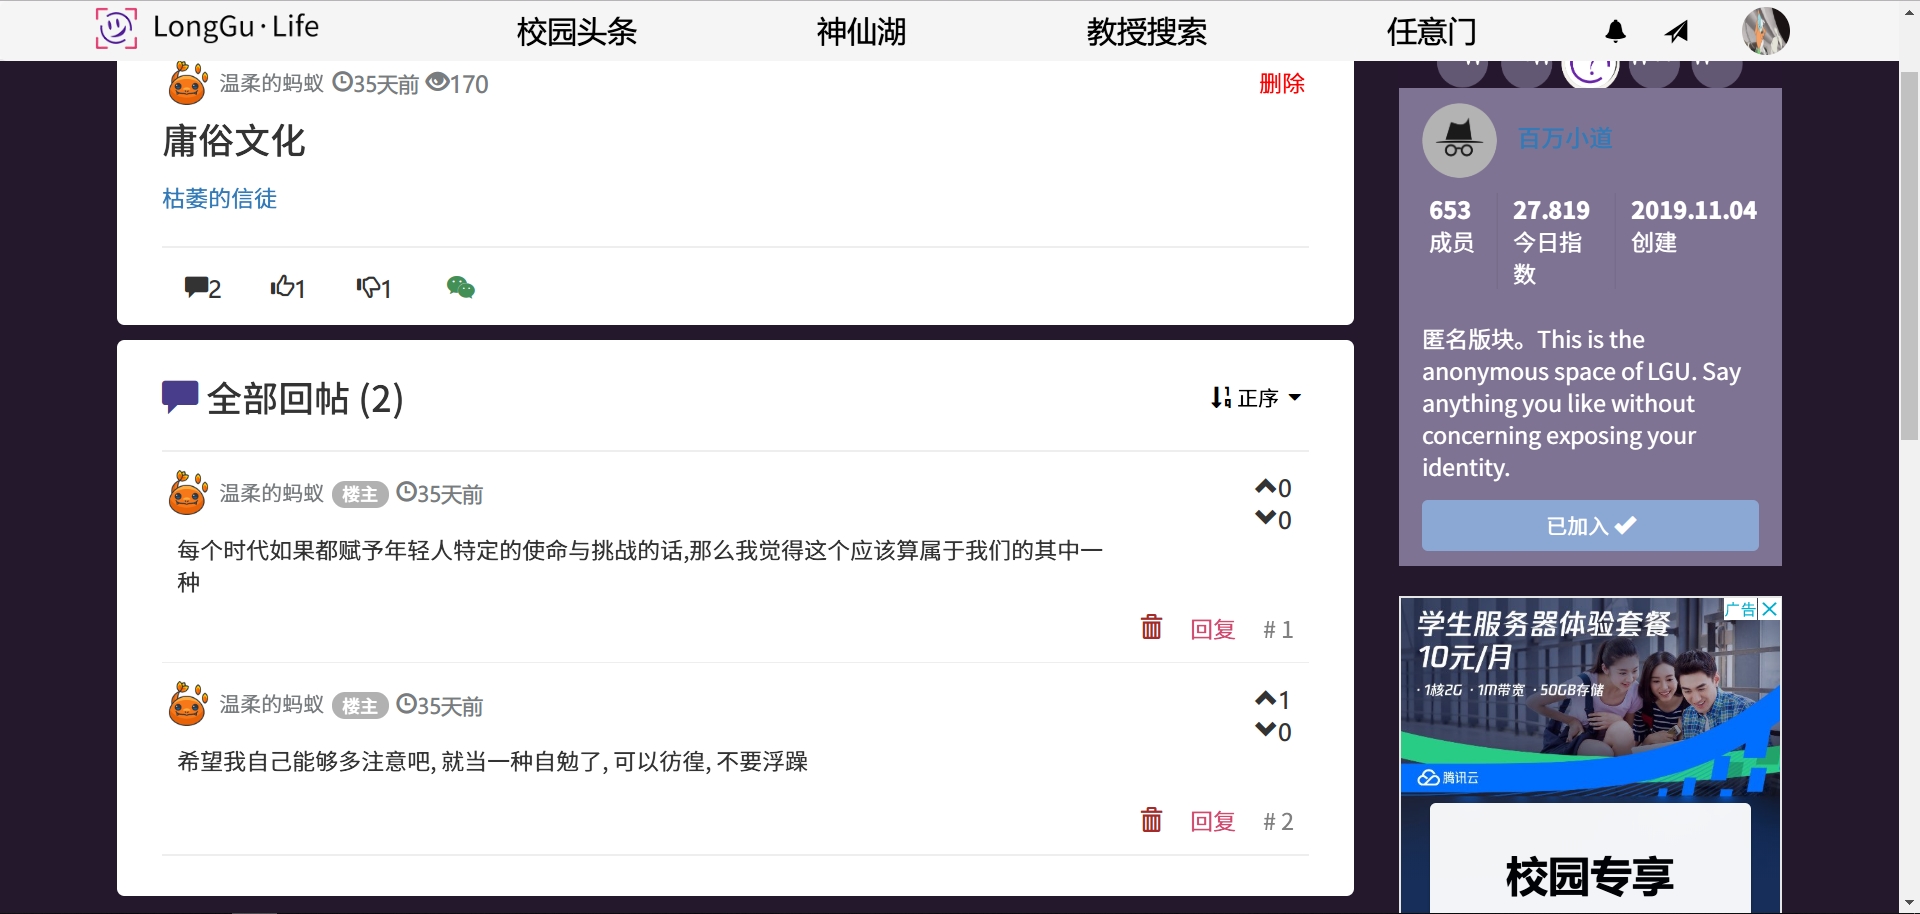 LongGu·Life
校园头条
神仙湖
教授搜索
任意门
温柔的蚂蚁 35天前 170
删除
庸俗文化
枯萎的信徒
2
1
1
全部回帖 (2)
正序
温柔的蚂蚁 楼主 35天前
0
0
每个时代如果都赋予年轻人特定的使命与挑战的话,那么我觉得这个应该算属于我们的其中一
种
回复 # 1
温柔的蚂蚁 楼主 35天前
1
0
希望我自己能够多注意吧, 就当一种自勉了, 可以彷徨, 不要浮躁
回复 # 2
百万小道
653
成员
27.819
今日指
数
2019.11.04
创建
匿名版块。This is the
anonymous space of LGU. Say
anything you like without
concerning exposing your
identity.
已加入
广告
学生服务器体验套餐
10元/月
·1核2G ·1M带宽 ·50GB存储
腾讯云
校园专享